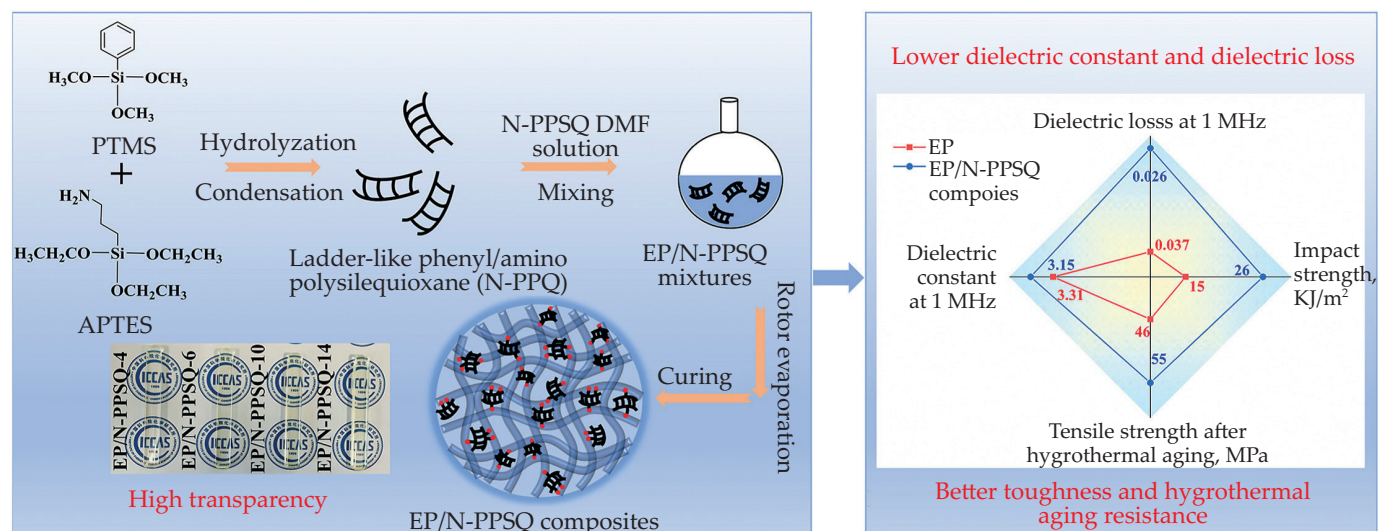 H₃CO
Si
OCH₃
OCH₃
PTMS
+
H₂N
H₃CH₂CO
Si
OCH₂CH₃
OCH₂CH₃
APTES
Hydrolyzation
Condensation
Ladder-like phenyl/amino
polysilequioxane (N-PPQ)
N-PPSQ DMF
solution
Mixing
EP/N-PPSQ
mixtures
Rotor evaporation
Curing
EP/N-PPSQ composites
EP/N-PPSQ-4
EP/N-PPSQ-6
EP/N-PPSQ-10
EP/N-PPSQ-14
ICCAS
ICCAS
ICCAS
ICCAS
ICCAS
ICCAS
ICCAS
ICCAS
High transparency
Lower dielectric constant and dielectric loss
EP
EP/N-PPSQ
compoies
Dielectric losss at 1 MHz
0.026
0.037
Dielectric
constant
at 1 MHz
3.15
3.31
26
15
Impact
strength,
KJ/m²
46
55
Tensile strength after
hygrothermal aging, MPa
Better toughness and hygrothermal
aging resistance